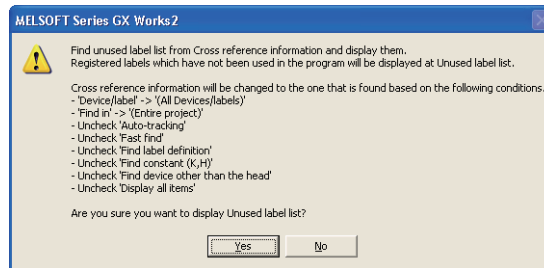 MELSOFT Series GX Works2
Find unused label list from Cross reference information and display them.
Registered labels which have not been used in the program will be displayed at Unused label list.
Cross reference information will be changed to the one that is found based on the following conditions.
- 'Device/label' -> '(All Devices/labels)'
- 'Find in' -> '(Entire project)'
- Uncheck 'Auto-tracking'
- Uncheck 'Fast find'
- Uncheck 'Find label definition'
- Uncheck 'Find constant (K,H)'
- Uncheck 'Find device other than the head'
- Uncheck 'Display all items'
Are you sure you want to display Unused label list?
Yes
No